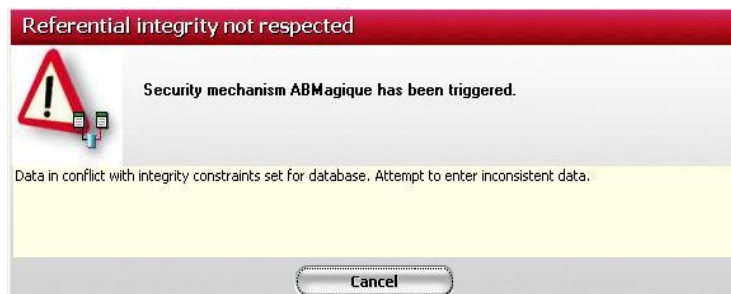 Referential integrity not respected
Security mechanism ABMagique has been triggered.
Data in conflict with integrity constraints set for database. Attempt to enter inconsistent data.
Cancel